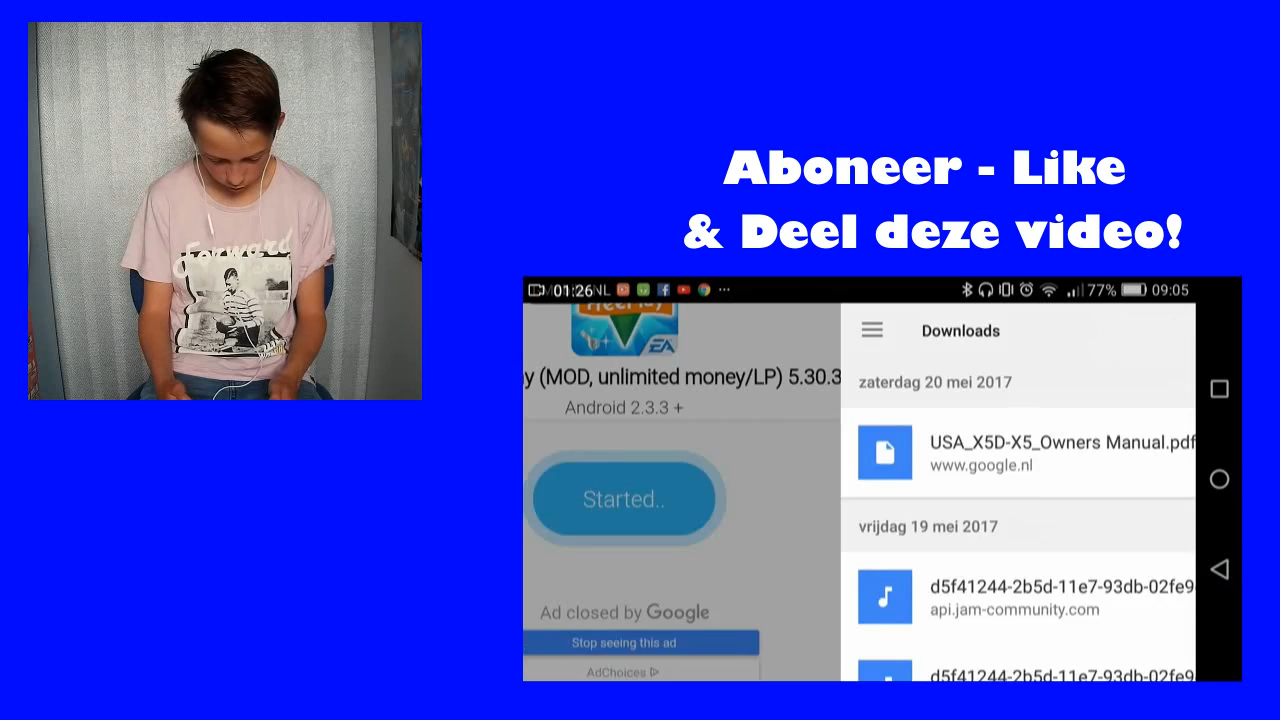 Aboneer - Like
& Deel deze video!
01:26 NL
77% 09:05
FreePlay
EA
y (MOD, unlimited money/LP) 5.30.3
Android 2.3.3 +
Started..
Ad closed by Google
Stop seeing this ad
AdChoices
Downloads
zaterdag 20 mei 2017
USA_X5D-X5_Owners Manual.pdf
www.google.nl
vrijdag 19 mei 2017
d5f41244-2b5d-11e7-93db-02fe9
api.jam-community.com
d5f41244-2b5d-11e7-93db-02fe9
Forward